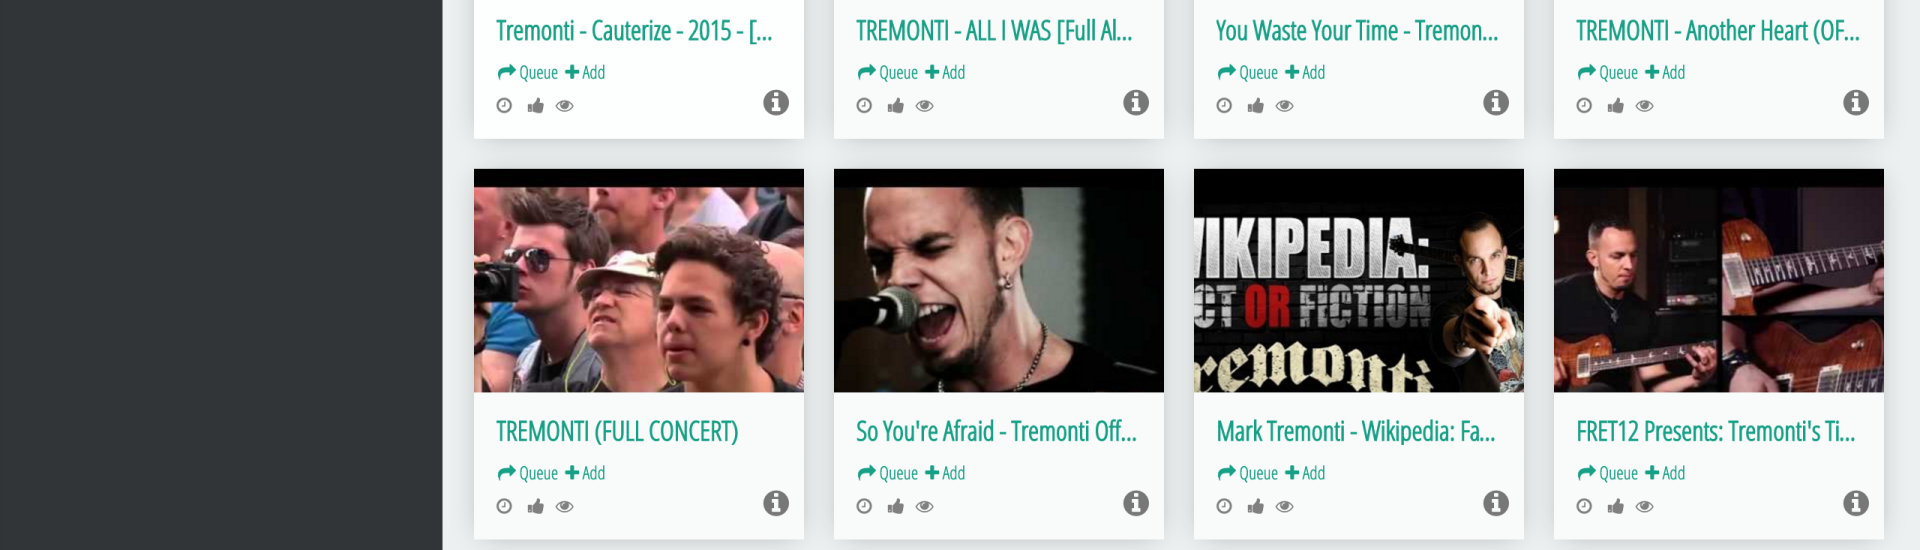 Tremonti - Cauterize - 2015 - [...
TREMONTI - ALL I WAS [Full Al...
You Waste Your Time - Tremon...
TREMONTI - Another Heart (OF...
Queue Add
Queue Add
Queue Add
Queue Add
WIKIPEDIA:
CT OR FICTION
remonti
TREMONTI (FULL CONCERT)
So You're Afraid - Tremonti Off...
Mark Tremonti - Wikipedia: Fa...
FRET12 Presents: Tremonti's Ti...
Queue Add
Queue Add
Queue Add
Queue Add